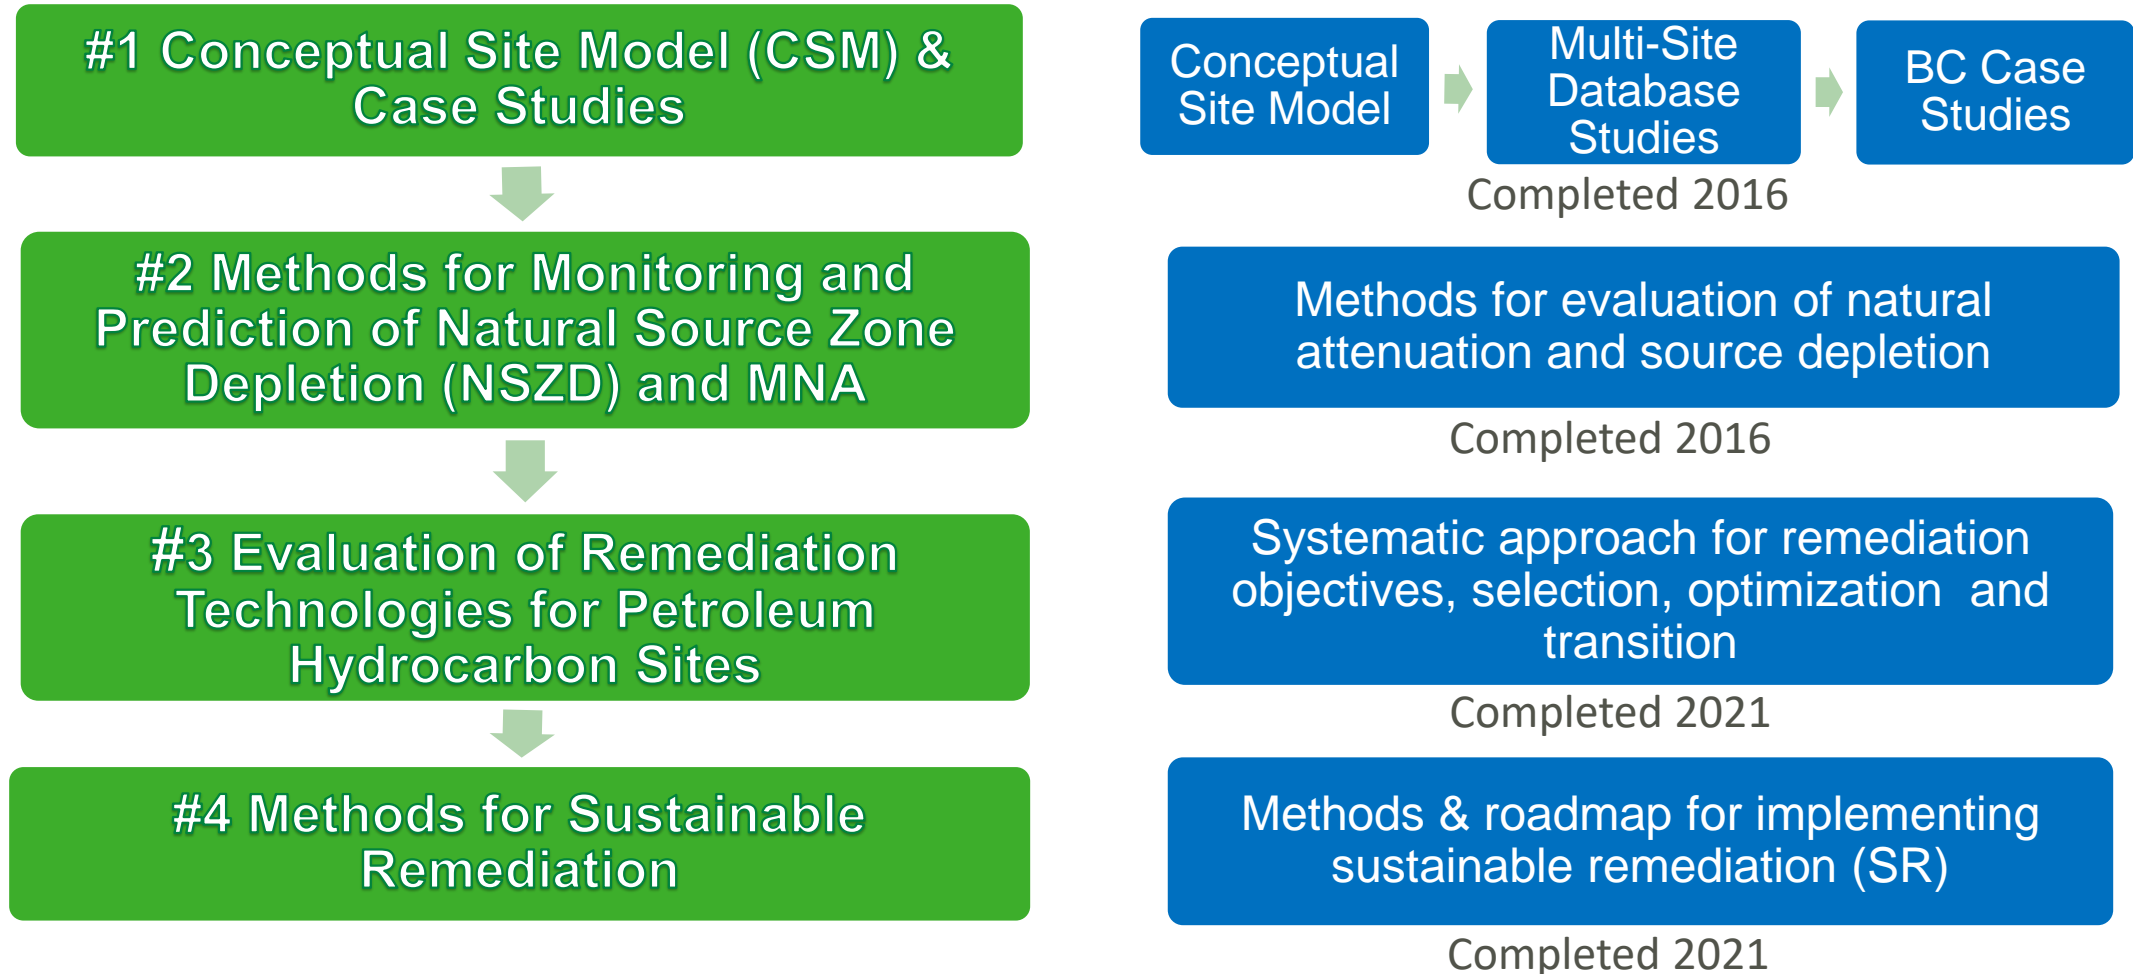 #1 Conceptual Site Model (CSM) &
Case Studies
Conceptual
Site Model
Multi-Site
Database
Studies
BC Case
Studies
Completed 2016
#2 Methods for Monitoring and
Prediction of Natural Source Zone
Depletion (NSZD) and MNA
Methods for evaluation of natural
attenuation and source depletion
Completed 2016
#3 Evaluation of Remediation
Technologies for Petroleum
Hydrocarbon Sites
Systematic approach for remediation
objectives, selection, optimization and
transition
Completed 2021
#4 Methods for Sustainable
Remediation
Methods & roadmap for implementing
sustainable remediation (SR)
Completed 2021